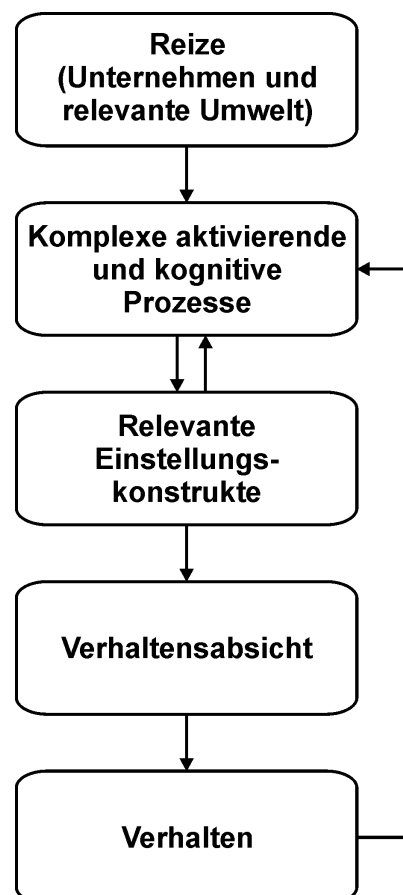 Reize
(Unternehmen und
relevante Umwelt)
Komplexe aktivierende
und kognitive
Prozesse
Relevante
Einstellungs-
konstrukte
Verhaltensabsicht
Verhalten